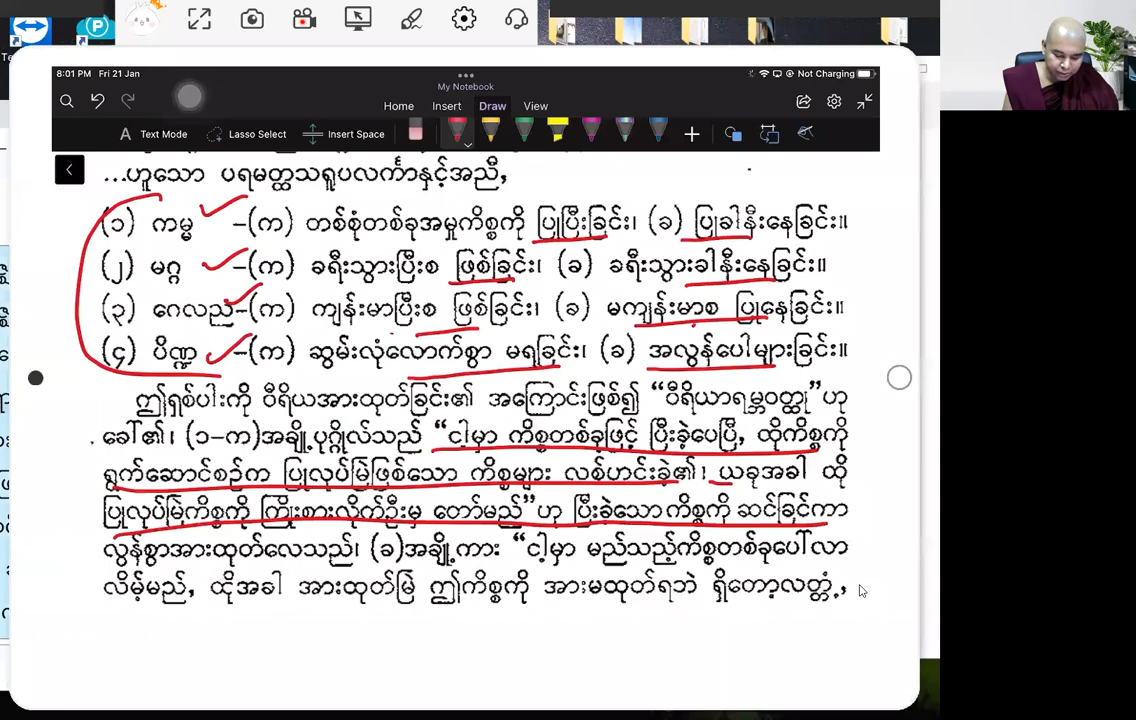 8:01 PM Fri 21 Jan
My Notebook
Not Charging
Home Insert Draw View
Text Mode Lasso Select Insert Space
...ဟူသော ပရမတ္ထသရူပလင်္ကာနှင့်အညီ,
(၁) ကမ္မ –(က) တစ်စုံတစ်ခုအမှုကိစ္စကို ပြုပြီးခြင်း၊ (ခ) ပြုခါနီးနေခြင်း။
(၂) မဂ္ဂ –(က) ခရီးသွားပြီးစ ဖြစ်ခြင်း၊ (ခ) ခရီးသွားခါနီးနေခြင်း။
(၃) ဂေလည –(က) ကျန်းမာပြီးစ ဖြစ်ခြင်း၊ (ခ) မကျန်းမာစ ပြုနေခြင်း။
(၄) ပိဏ္ဍ –(က) ဆွမ်းလုံလောက်စွာ မရခြင်း၊ (ခ) အလွန်ပေါများခြင်း။
ဤရှစ်ပါးကို ဝီရိယအားထုတ်ခြင်း၏ အကြောင်းဖြစ်၍ “ဝီရိယာရမ္ဘဝတ္ထု”ဟု
ခေါ်၏၊ (၁–က)အချို့ပုဂ္ဂိုလ်သည် “ငါ့မှာ ကိစ္စတစ်ခုဖြင့် ပြီးခဲ့ပေပြီ, ထိုကိစ္စကို
ရွက်ဆောင်စဉ်က ပြုလုပ်မြဲဖြစ်သော ကိစ္စများ လစ်ဟင်းခဲ့၏၊ ယခုအခါ ထို
ပြုလုပ်မြဲကိစ္စကို ကြိုးစားလိုက်ဦးမှ တော်မည်”ဟု ပြီးခဲ့သောကိစ္စကို ဆင်ခြင်ကာ
လွန်စွာအားထုတ်လေသည်၊ (ခ)အချို့ကား “ငါ့မှာ မည်သည့်ကိစ္စတစ်ခုပေါ်လာ
လိမ့်မည်, ထိုအခါ အားထုတ်မြဲ ဤကိစ္စကို အားမထုတ်ရဘဲ ရှိတော့လတ္တံ့,